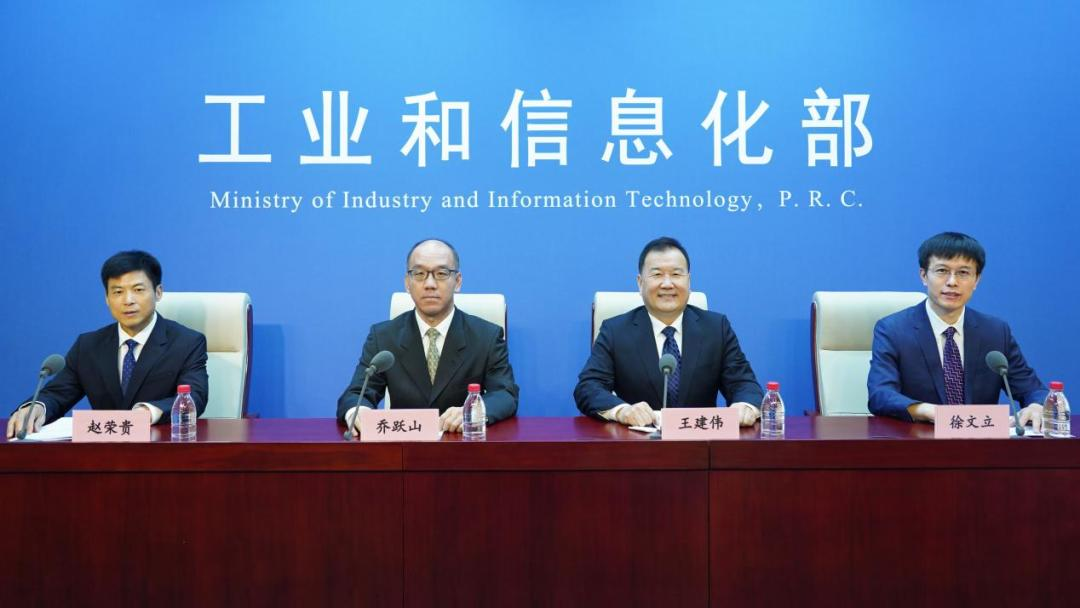 工业和信息化部
Ministry of Industry and Information Technology, P. R. C.
赵荣贵
乔跃山
王建伟
徐文立